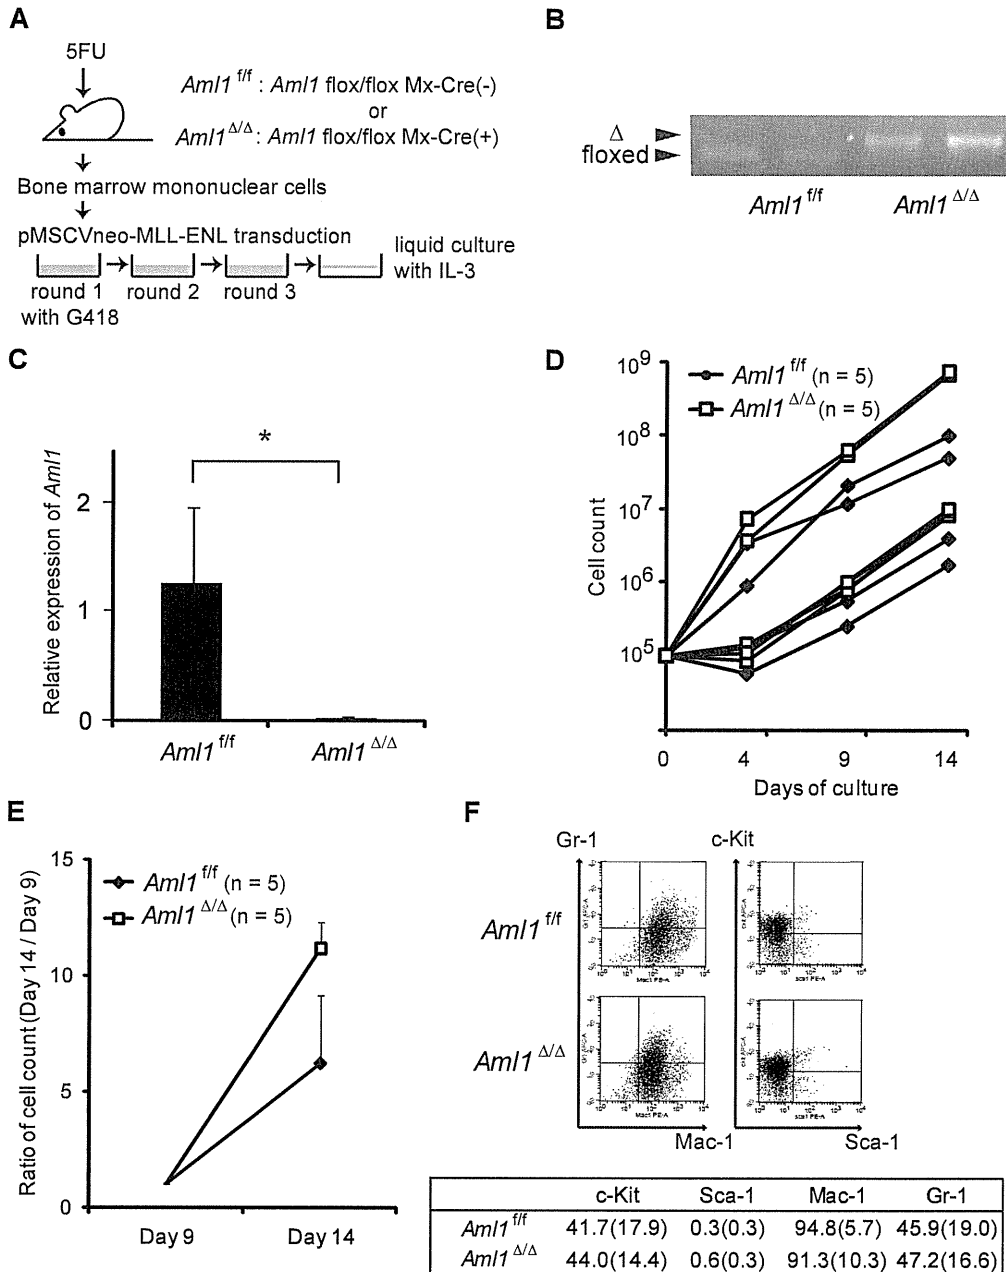 A
5FU
Aml1 f/f : Aml1 flox/flox Mx-Cre(-)
or
Aml1 Δ/Δ : Aml1 flox/flox Mx-Cre(+)
Bone marrow mononuclear cells
pMSCVneo-MLL-ENL transduction
liquid culture
with IL-3
round 1 round 2 round 3
with G418
B
Δ
floxed
Aml1 f/f Aml1 Δ/Δ
C
Relative expression of Aml1
*
2
1
0
Aml1 f/f Aml1 Δ/Δ
D
Cell count
10^9
10^8
10^7
10^6
10^5
Aml1 f/f (n = 5)
Aml1 Δ/Δ (n = 5)
0 4 9 14
Days of culture
E
Ratio of cell count (Day 14 / Day 9)
15
10
5
0
Aml1 f/f (n = 5)
Aml1 Δ/Δ (n = 5)
Day 9 Day 14
F
Gr-1 c-Kit
Aml1 f/f
Aml1 Δ/Δ
Mac-1 Sca-1
c-Kit Sca-1 Mac-1 Gr-1
Aml1 f/f 41.7(17.9) 0.3(0.3) 94.8(5.7) 45.9(19.0)
Aml1 Δ/Δ 44.0(14.4) 0.6(0.3) 91.3(10.3) 47.2(16.6)